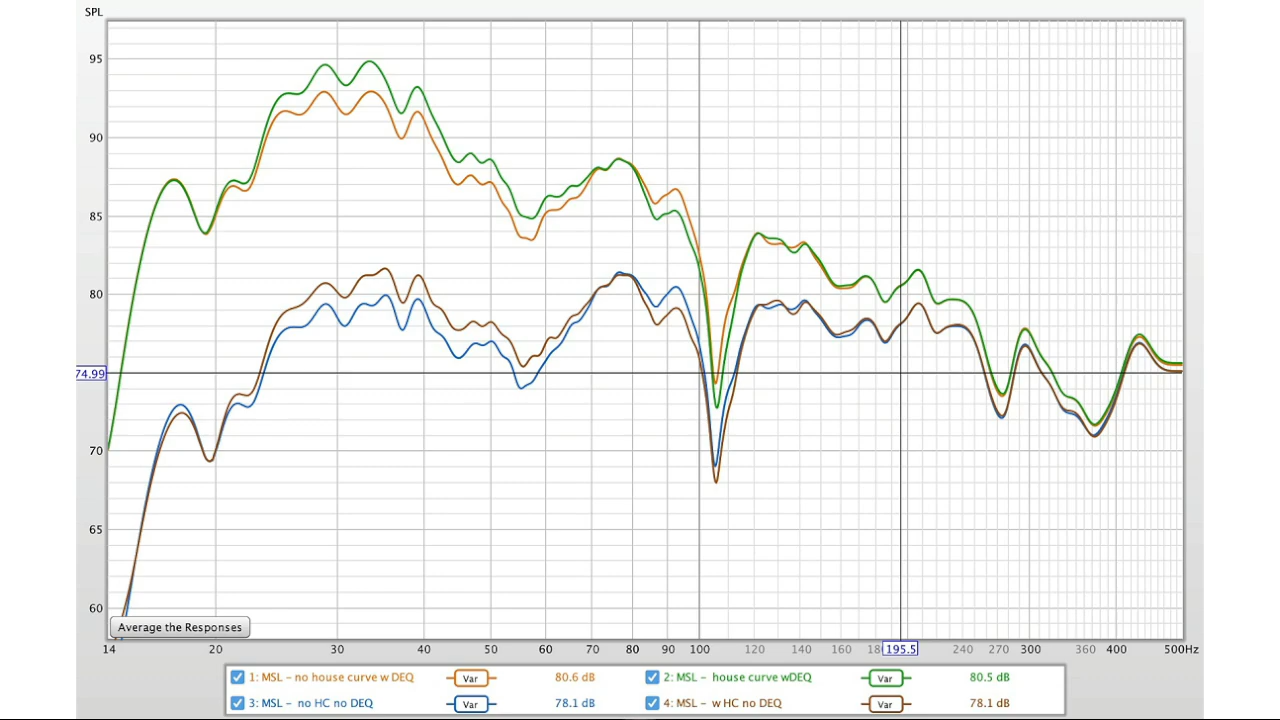 SPL
95
90
85
80
74.99
70
65
60
Average the Responses
14 20 30 40 50 60 70 80 100 120 140 160 18 195.5 240 270 300 360 400 500Hz
1: MSL - no house curve w DEQ Var 80.6 dB 2: MSL - house curve wDEQ Var 80.5 dB
3: MSL - no HC no DEQ Var 78.1 dB 4: MSL - w HC no DEQ Var 78.1 dB